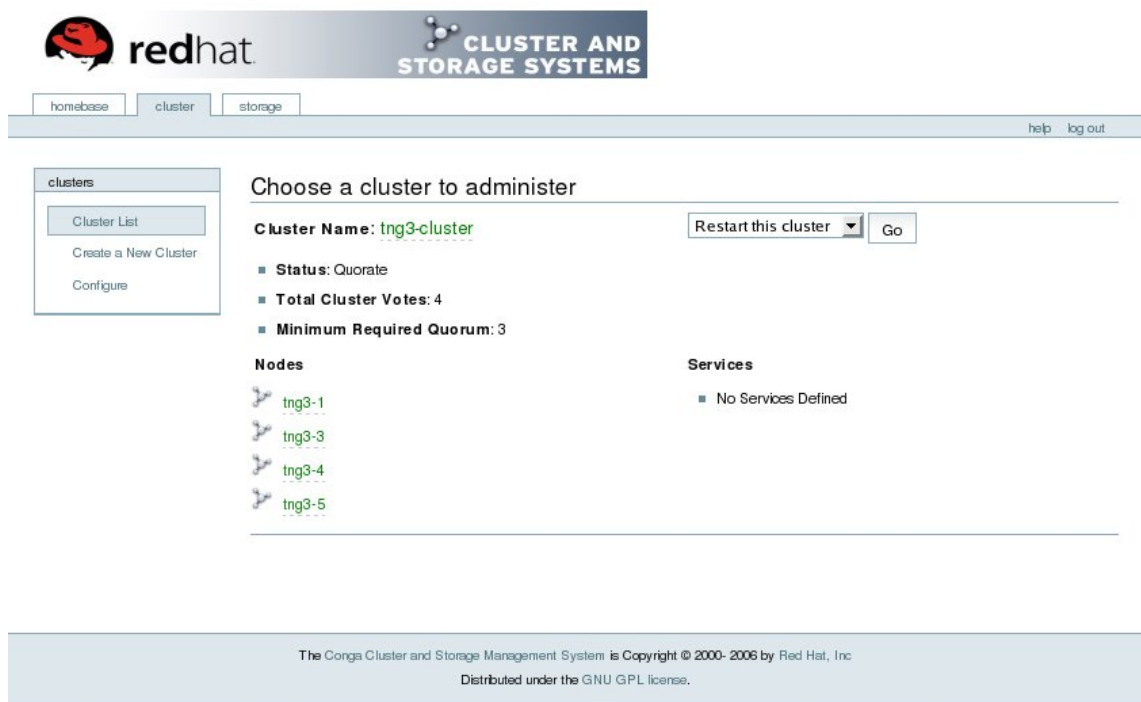 redhat.
CLUSTER AND
STORAGE SYSTEMS
homebase cluster storage
help log out
clusters
Cluster List
Create a New Cluster
Configure
Choose a cluster to administer
Cluster Name: tng3-cluster
Restart this cluster Go
Status: Quorate
Total Cluster Votes: 4
Minimum Required Quorum: 3
Nodes
tng3-1
tng3-3
tng3-4
tng3-5
Services
No Services Defined
The Conga Cluster and Storage Management System is Copyright © 2000- 2006 by Red Hat, Inc
Distributed under the GNU GPL license.